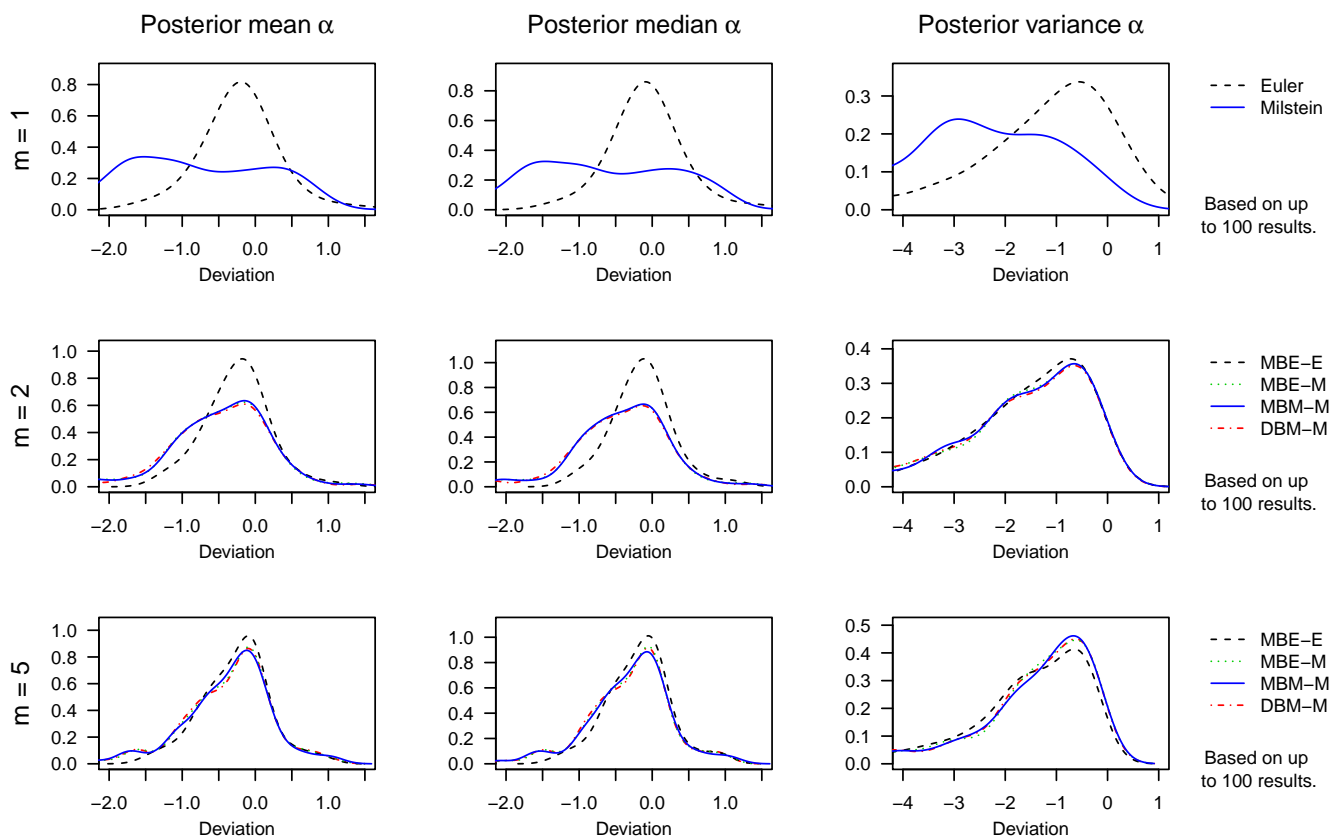 Posterior mean α
Posterior median α
Posterior variance α
m = 1
0.8
0.6
0.4
0.2
0.0
−2.0 −1.0 0.0 1.0
Deviation
0.8
0.6
0.4
0.2
0.0
−2.0 −1.0 0.0 1.0
Deviation
0.3
0.2
0.1
0.0
−4 −3 −2 −1 0 1
Deviation
Euler
Milstein
Based on up
to 100 results.
m = 2
1.0
0.8
0.6
0.4
0.2
0.0
−2.0 −1.0 0.0 1.0
Deviation
1.0
0.8
0.6
0.4
0.2
0.0
−2.0 −1.0 0.0 1.0
Deviation
0.4
0.3
0.2
0.1
0.0
−4 −3 −2 −1 0 1
Deviation
MBE−E
MBE−M
MBM−M
DBM−M
Based on up
to 100 results.
m = 5
1.0
0.8
0.6
0.4
0.2
0.0
−2.0 −1.0 0.0 1.0
Deviation
1.0
0.8
0.6
0.4
0.2
0.0
−2.0 −1.0 0.0 1.0
Deviation
0.5
0.4
0.3
0.2
0.1
0.0
−4 −3 −2 −1 0 1
Deviation
MBE−E
MBE−M
MBM−M
DBM−M
Based on up
to 100 results.